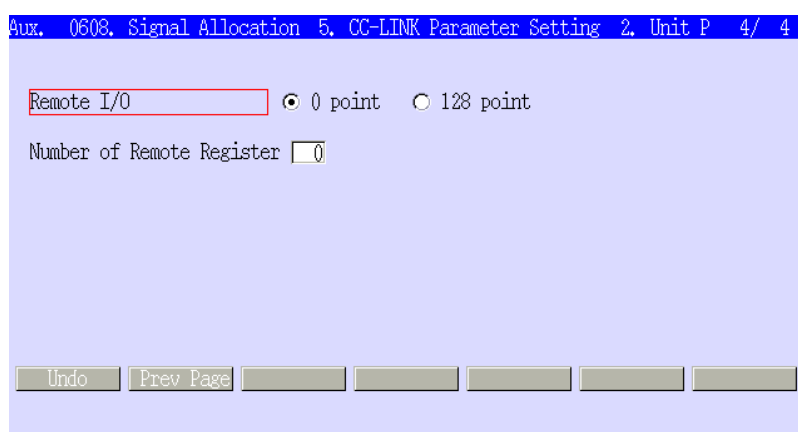 Aux. 0608. Signal Allocation 5. CC-LINK Parameter Setting 2. Unit P 4/ 4
Remote I/O 0 point 128 point
Number of Remote Register 0
Undo Prev Page